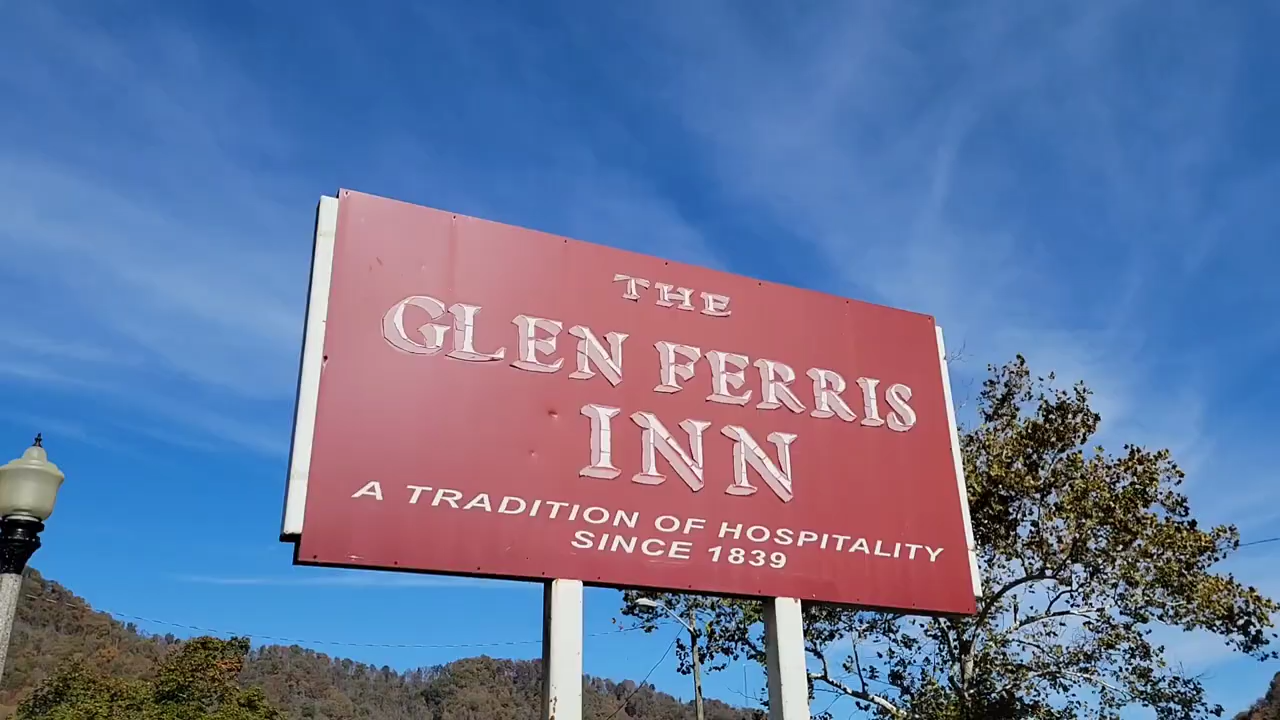 THE
GLEN FERRIS
INN
A TRADITION OF HOSPITALITY
SINCE 1839